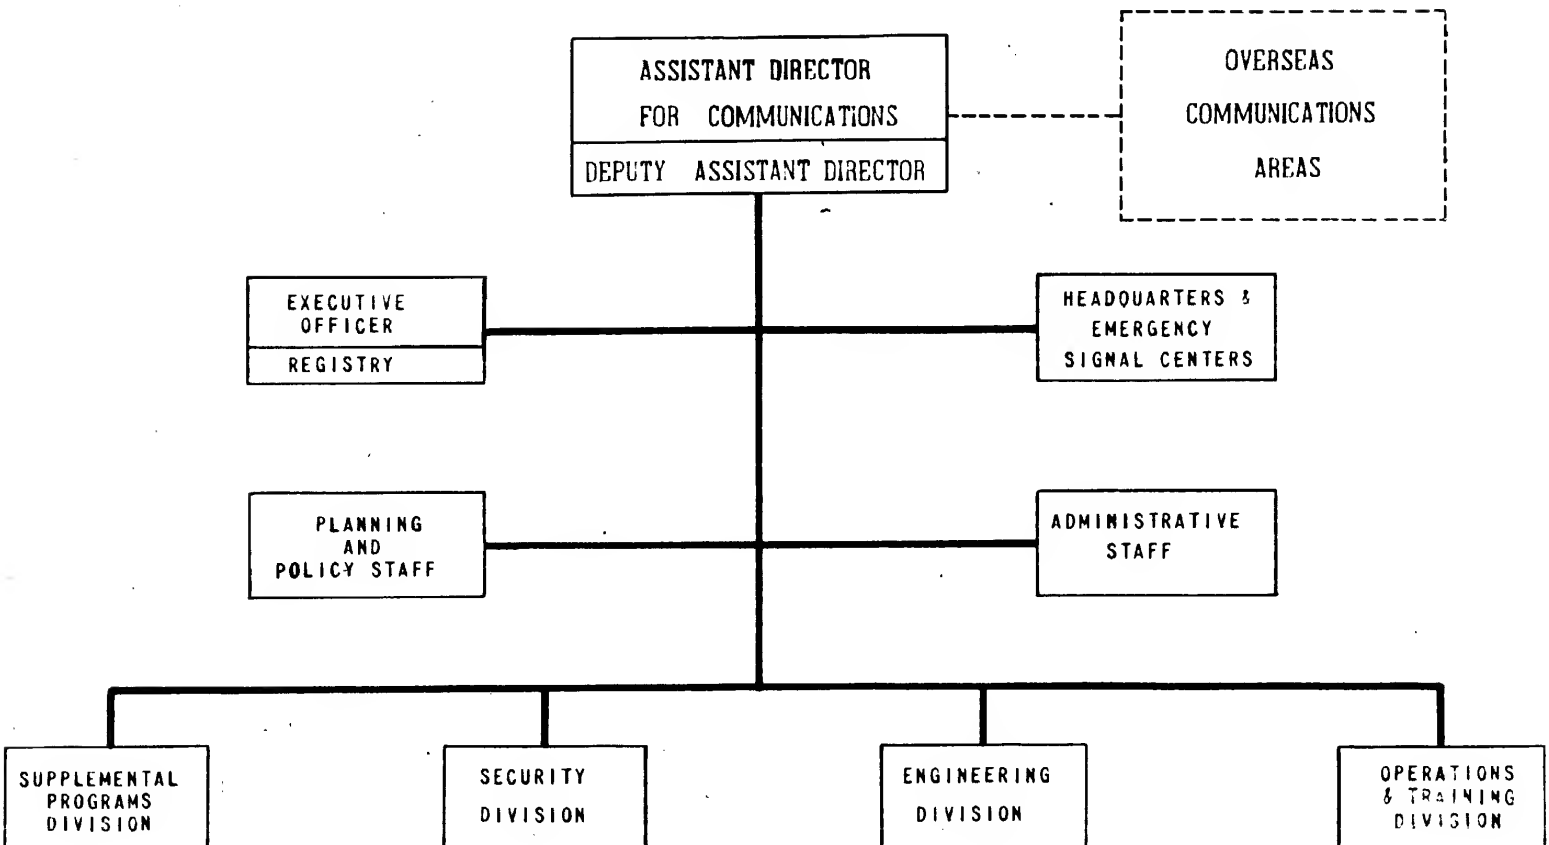 ASSISTANT DIRECTOR
FOR COMMUNICATIONS
DEPUTY ASSISTANT DIRECTOR
OVERSEAS
COMMUNICATIONS
AREAS
EXECUTIVE
OFFICER
REGISTRY
HEADQUARTERS &
EMERGENCY
SIGNAL CENTERS
PLANNING
AND
POLICY STAFF
ADMINISTRATIVE
STAFF
SUPPLEMENTAL
PROGRAMS
DIVISION
SECURITY
DIVISION
ENGINEERING
DIVISION
OPERATIONS
& TRAINING
DIVISION